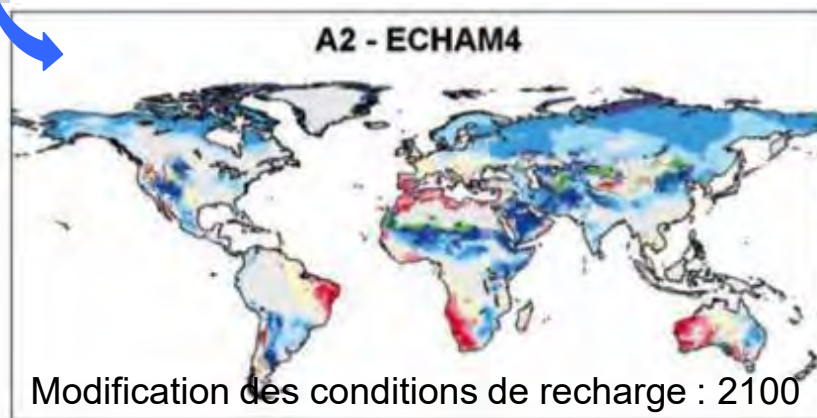 A2 - ECHAM4
Modification des conditions de recharge : 2100